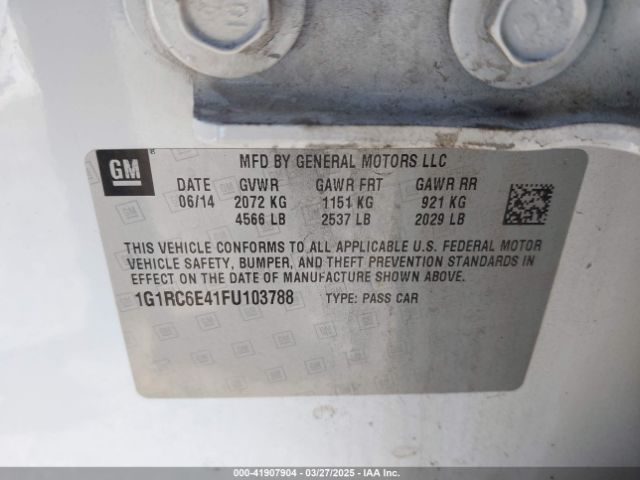 GM
MFD BY GENERAL MOTORS LLC
DATE GVWR GAWR FRT GAWR RR
06/14 2072 KG 1151 KG 921 KG
4566 LB 2537 LB 2029 LB
THIS VEHICLE CONFORMS TO ALL APPLICABLE U.S. FEDERAL MOTOR
VEHICLE SAFETY, BUMPER, AND THEFT PREVENTION STANDARDS IN
EFFECT ON THE DATE OF MANUFACTURE SHOWN ABOVE.
1G1RC6E41FU103788 TYPE: PASS CAR
000-41907904 - 03/27/2025 - IAA Inc.